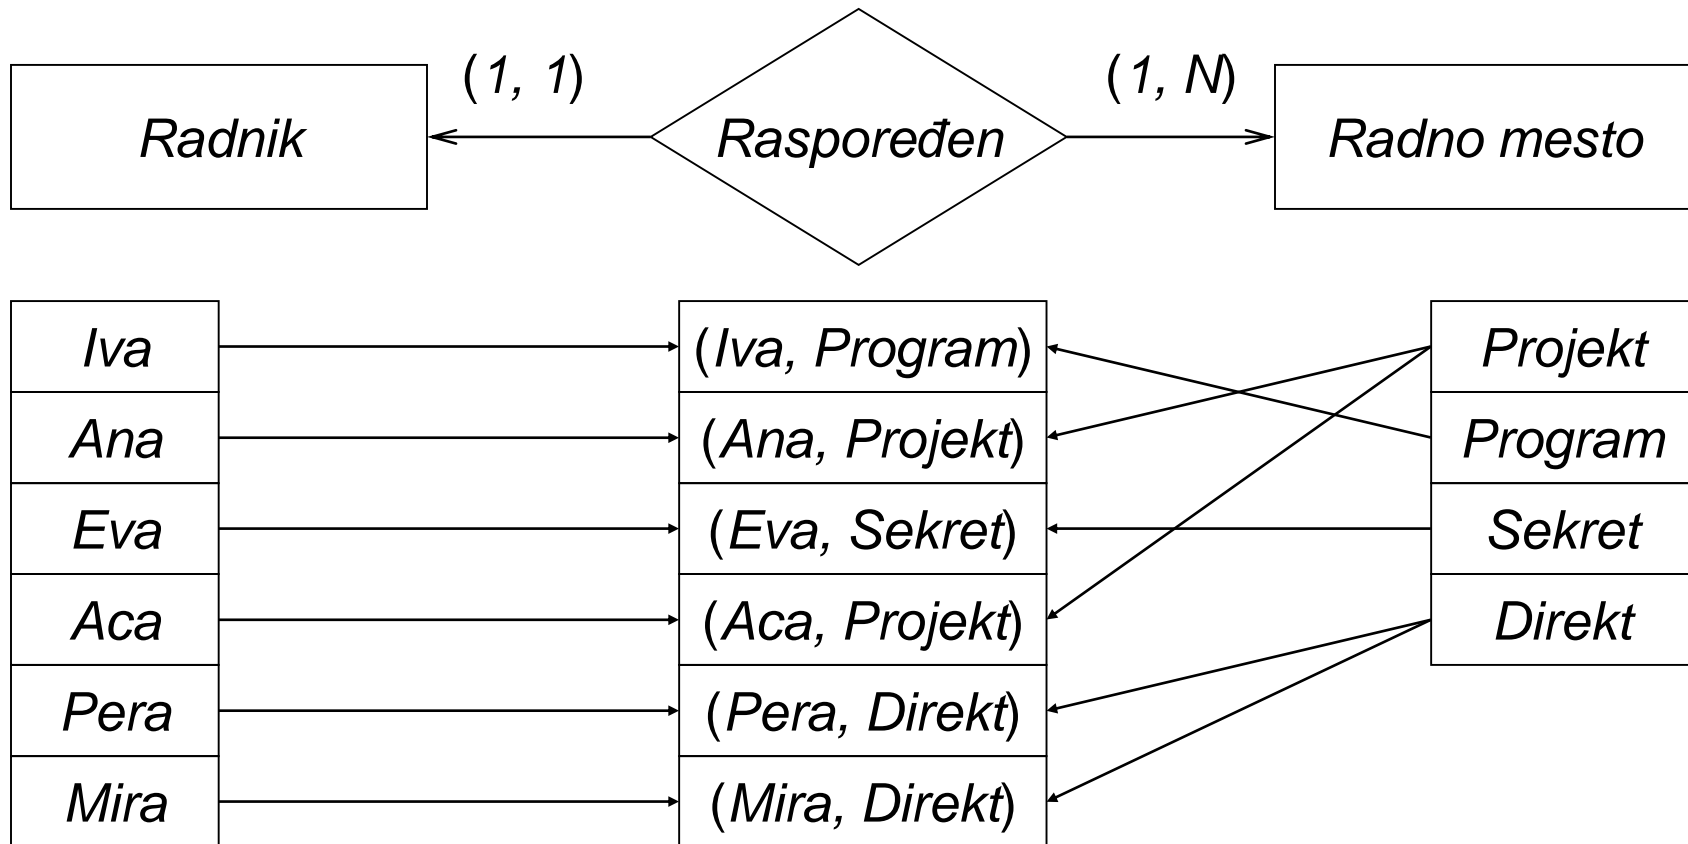 (1, 1) (1, N)
Radnik Raspoređen Radno mesto
Iva (Iva, Program) Projekt
Ana (Ana, Projekt) Program
Eva (Eva, Sekret) Sekret
Aca (Aca, Projekt) Direkt
Pera (Pera, Direkt)
Mira (Mira, Direkt)